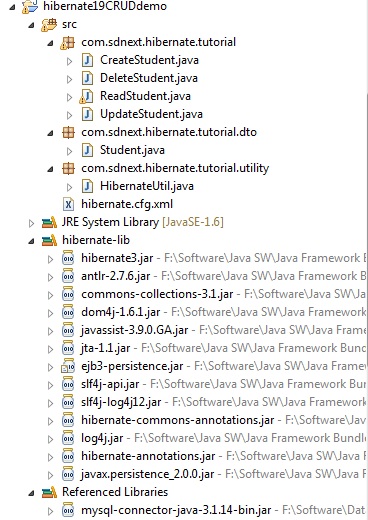 hibernate19CRUDdemo
src
com.sdnext.hibernate.tutorial
CreateStudent.java
DeleteStudent.java
ReadStudent.java
UpdateStudent.java
com.sdnext.hibernate.tutorial.dto
Student.java
com.sdnext.hibernate.tutorial.utility
HibernateUtil.java
hibernate.cfg.xml
JRE System Library [JavaSE-1.6]
hibernate-lib
hibernate3.jar - F:\Software\Java SW\Java Framework B
antlr-2.7.6.jar - F:\Software\Java SW\Java Framework B
commons-collections-3.1.jar - F:\Software\Java SW\Ja
dom4j-1.6.1.jar - F:\Software\Java SW\Java Framework
javassist-3.9.0.GA.jar - F:\Software\Java SW\Java Fram
jta-1.1.jar - F:\Software\Java SW\Java Framework Bun
ejb3-persistence.jar - F:\Software\Java SW\Java Frame
slf4j-api.jar - F:\Software\Java SW\Java Framework Bu
slf4j-log4j12.jar - F:\Software\Java SW\Java Framewor
hibernate-commons-annotations.jar - F:\Software\Ja
log4j.jar - F:\Software\Java SW\Java Framework Bundl
hibernate-annotations.jar - F:\Software\Java SW\Java
javax.persistence_2.0.0.jar - F:\Software\Java SW\Java
Referenced Libraries
mysql-connector-java-3.1.14-bin.jar - F:\Software\Dat